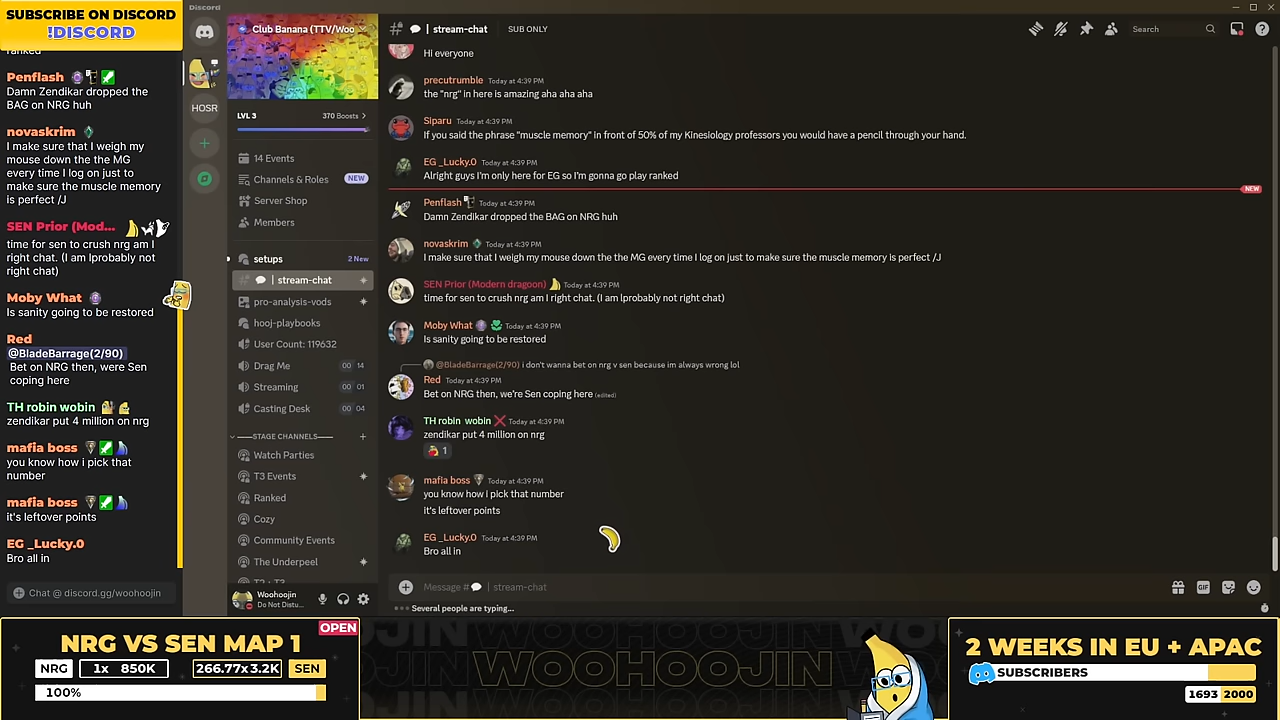 SUBSCRIBE ON DISCORD
!DISCORD
ranked
Penflash
Damn Zendikar dropped the
BAG on NRG huh
novaskrim
I make sure that I weigh my
mouse down the the MG
every time I log on just to
make sure the muscle memory
is perfect /J
SEN Prior (Mod...
time for sen to crush nrg am I
right chat. (I am lprobably not
right chat)
Moby What
Is sanity going to be restored
Red
@BladeBarrage(2/90)
Bet on NRG then, were Sen
coping here
TH robin wobin
zendikar put 4 million on nrg
mafia boss
you know how i pick that
number
mafia boss
it's leftover points
EG _Lucky.0
Bro all in
Chat @ discord.gg/woohoojin
Discord
HOSR
Club Banana (TTV/Woo
LVL 3
370 Boosts >
14 Events
Channels & Roles NEW
Server Shop
Members
setups 2 New
stream-chat
pro-analysis-vods
hooj-playbooks
User Count: 119632
Drag Me 00 14
Streaming 00 01
Casting Desk 00 04
STAGE CHANNELS
Watch Parties
T3 Events
Ranked
Cozy
Community Events
The Underpeel
Woohoojin
Do Not Distu...
| stream-chat SUB ONLY
Search
Hi everyone
precutrumble Today at 4:39 PM
the "nrg" in here is amazing aha aha aha
Siparu Today at 4:39 PM
If you said the phrase "muscle memory" in front of 50% of my Kinesiology professors you would have a pencil through your hand.
EG _Lucky.0 Today at 4:39 PM
Alright guys I'm only here for EG so I'm gonna go play ranked
NEW
Penflash Today at 4:39 PM
Damn Zendikar dropped the BAG on NRG huh
novaskrim Today at 4:39 PM
I make sure that I weigh my mouse down the the MG every time I log on just to make sure the muscle memory is perfect /J
SEN Prior (Modern dragoon) Today at 4:39 PM
time for sen to crush nrg am I right chat. (I am lprobably not right chat)
Moby What Today at 4:39 PM
Is sanity going to be restored
@BladeBarrage(2/90) i don't wanna bet on nrg v sen because im always wrong lol
Red Today at 4:39 PM
Bet on NRG then, we're Sen coping here (edited)
TH robin wobin Today at 4:39 PM
zendikar put 4 million on nrg
1
mafia boss Today at 4:39 PM
you know how i pick that number
it's leftover points
EG _Lucky.0 Today at 4:39 PM
Bro all in
Message # | stream-chat
GIF
Several people are typing...
NRG VS SEN MAP 1
OPEN
NRG 1x 850K 266.77x 3.2K SEN
100%
WOOHOOJIN
2 WEEKS IN EU + APAC
SUBSCRIBERS
1693 2000